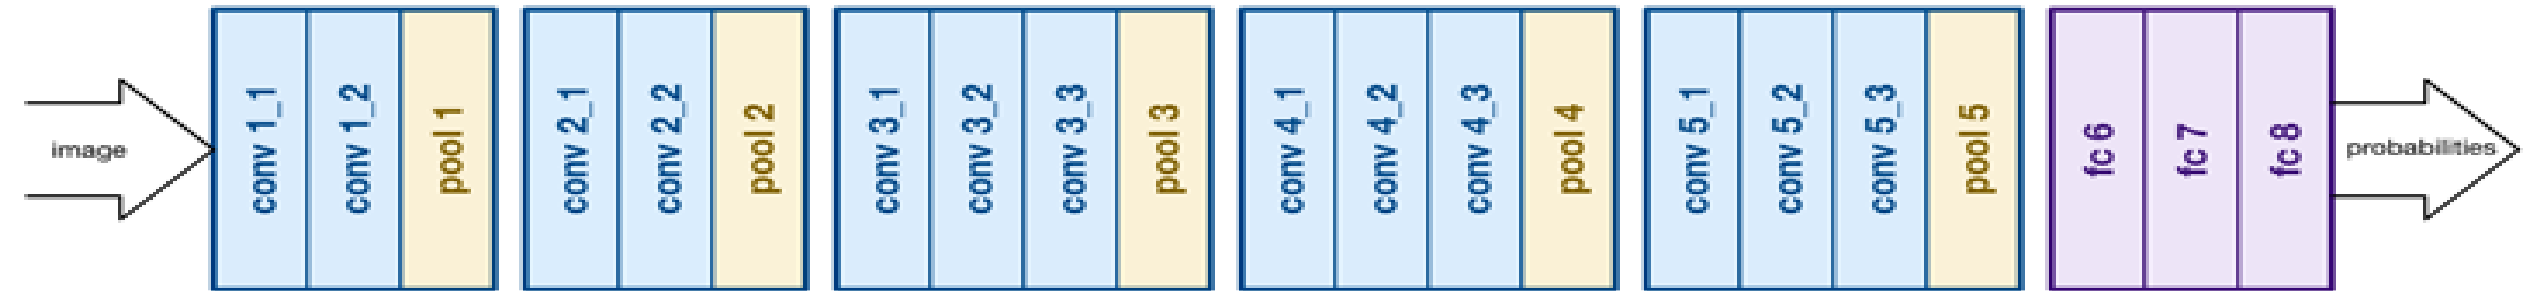 image
conv 1_1
conv 1_2
pool 1
conv 2_1
conv 2_2
pool 2
conv 3_1
conv 3_2
conv 3_3
pool 3
conv 4_1
conv 4_2
conv 4_3
pool 4
conv 5_1
conv 5_2
conv 5_3
pool 5
fc 6
fc 7
fc 8
probabilities